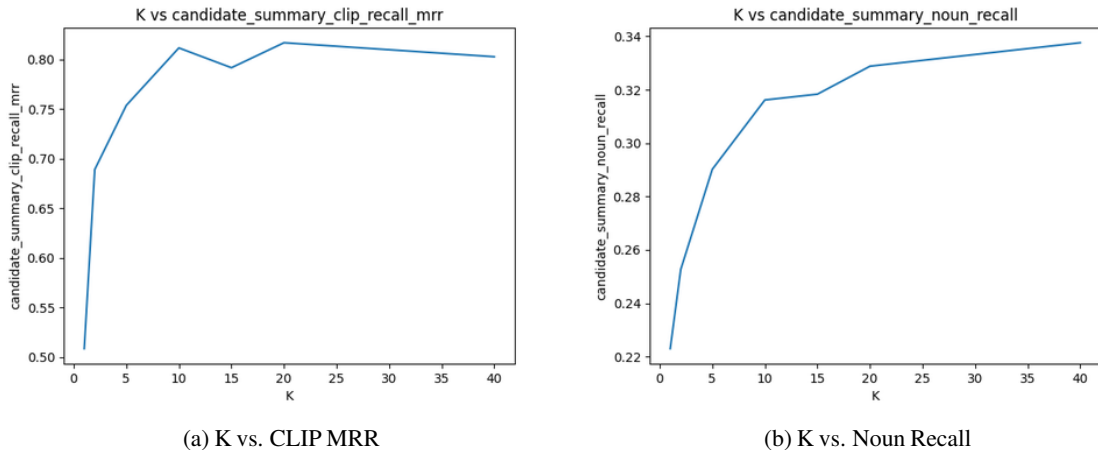 K vs candidate_summary_clip_recall_mrr
candidate_summary_clip_recall_mrr
0.80
0.75
0.70
0.65
0.60
0.55
0.50
0 5 10 15 20 25 30 35 40
K
(a) K vs. CLIP MRR
K vs candidate_summary_noun_recall
candidate_summary_noun_recall
0.34
0.32
0.30
0.28
0.26
0.24
0.22
0 5 10 15 20 25 30 35 40
K
(b) K vs. Noun Recall